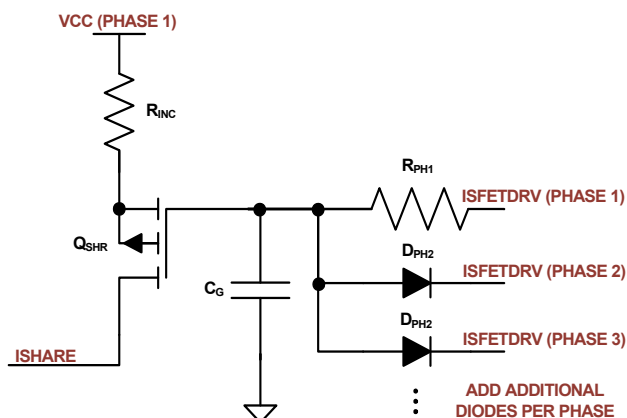 VCC (PHASE 1)
RINC
RPH1
ISFETDRV (PHASE 1)
QSHR
DPH2
ISFETDRV (PHASE 2)
CG
DPH2
ISFETDRV (PHASE 3)
ISHARE
ADD ADDITIONAL
DIODES PER PHASE